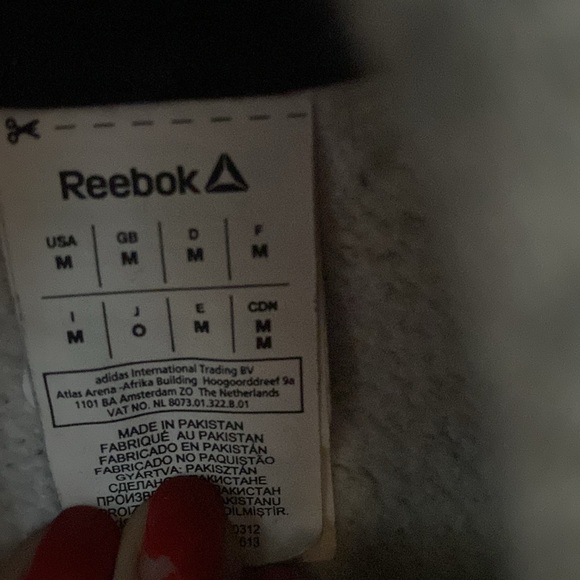 Reebok
USA GB D F
M M M M
I J E CDN
M O M M
M
adidas International Trading BV
Atlas Arena-Afrika Building Hoogoorddreef 9a
1101 BA Amsterdam ZO The Netherlands
VAT NO. NL 8073.01.322.B.01
MADE IN PAKISTAN
FABRIQUÉ AU PAKISTAN
FABRICADO EN PAKISTÁN
FABRICADO NO PAQUISTÃO
GYÁRTVA: PAKISZTÁN